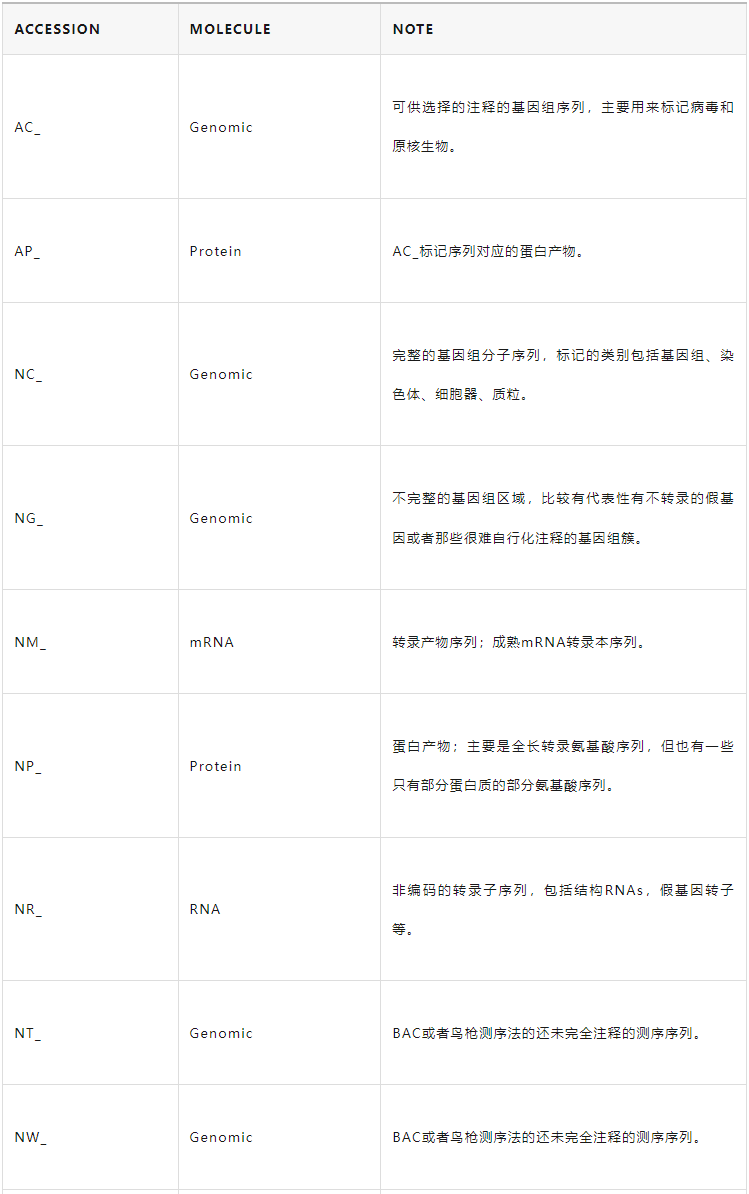 ACCESSION MOLECULE NOTE
AC_ Genomic 可供选择的注释的基因组序列，主要用来标记病毒和
原核生物。
AP_ Protein AC_标记序列对应的蛋白产物。
NC_ Genomic 完整的基因组分子序列，标记的类别包括基因组、染
色体、细胞器、质粒。
NG_ Genomic 不完整的基因组区域，比较有代表性有不转录的假基
因或者那些很难自行化注释的基因组簇。
NM_ mRNA 转录产物序列；成熟mRNA转录本序列。
NP_ Protein 蛋白产物；主要是全长转录氨基酸序列，但也有一些
只有部分蛋白质的部分氨基酸序列。
NR_ RNA 非编码的转录子序列，包括结构RNAs，假基因转子
等。
NT_ Genomic BAC或者鸟枪测序法的还未完全注释的测序序列。
NW_ Genomic BAC或者鸟枪测序法的还未完全注释的测序序列。